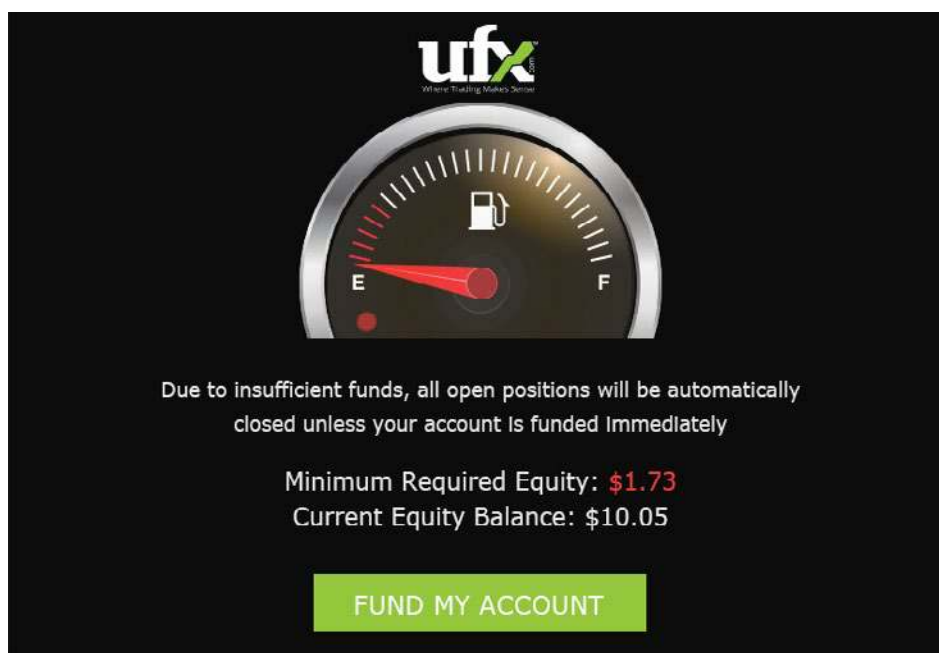 ufx
.com
Where Trading Makes Sense
E
F
Due to insufficient funds, all open positions will be automatically
closed unless your account is funded immediately
Minimum Required Equity: $1.73
Current Equity Balance: $10.05
FUND MY ACCOUNT